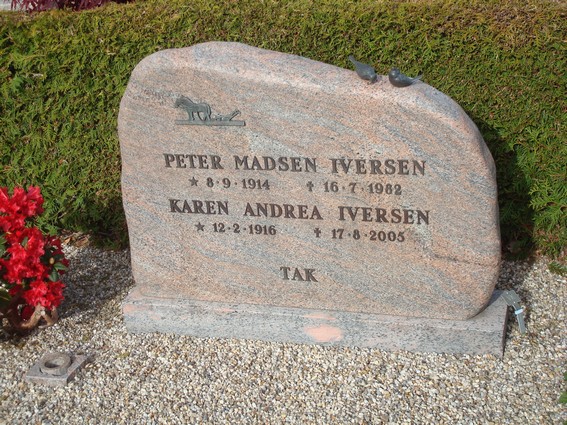 PETER MADSEN IVERSEN
* 8·9·1914 ✝ 16·7·1982
KAREN ANDREA IVERSEN
* 12·2·1916 ✝ 17·8·2005
TAK